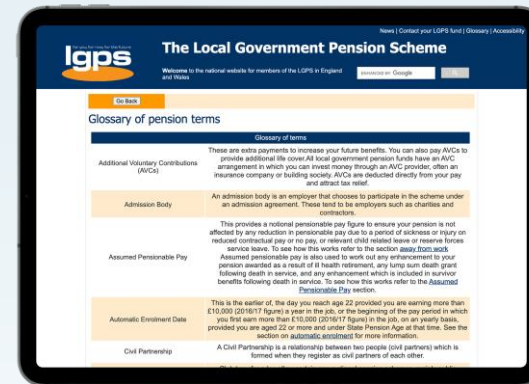 News | Contact your LGPS fund | Glossary | Accessibility
for you for now for the future
lgps
The Local Government Pension Scheme
Welcome to the national website for members of the LGPS in England
and Wales
ENHANCED BY Google
Go Back
Glossary of pension terms
Glossary of terms
Additional Voluntary Contributions
(AVCs)
These are extra payments to increase your future benefits. You can also pay AVCs to
provide additional life cover.All local government pension funds have an AVC
arrangement in which you can invest money through an AVC provider, often an
insurance company or building society. AVCs are deducted directly from your pay
and attract tax relief.
Admission Body
An admission body is an employer that chooses to participate in the scheme under
an admission agreement. These tend to be employers such as charities and
contractors.
Assumed Pensionable Pay
This provides a notional pensionable pay figure to ensure your pension is not
affected by any reduction in pensionable pay due to a period of sickness or injury on
reduced contractual pay or no pay, or relevant child related leave or reserve forces
service leave. To see how this works refer to the section away from work
Assumed pensionable pay is also used to work out any enhancement to your
pension awarded as a result of ill health retirement, any lump sum death grant
following death in service, and any enhancement which is included in survivor
benefits following death in service. To see how this works refer to the Assumed
Pensionable Pay section.
Automatic Enrolment Date
This is the earlier of, the day you reach age 22 provided you are earning more than
£10,000 (2016/17 figure) a year in the job, or the beginning of the pay period in which
you first earn more than £10,000 (2016/17 figure) in the job, on an yearly basis,
provided you are aged 22 or more and under State Pension Age at that time. See the
section on automatic enrolment for more information.
Civil Partnership
A Civil Partnership is a relationship between two people (civil partners) which is
formed when they register as civil partners of each other.